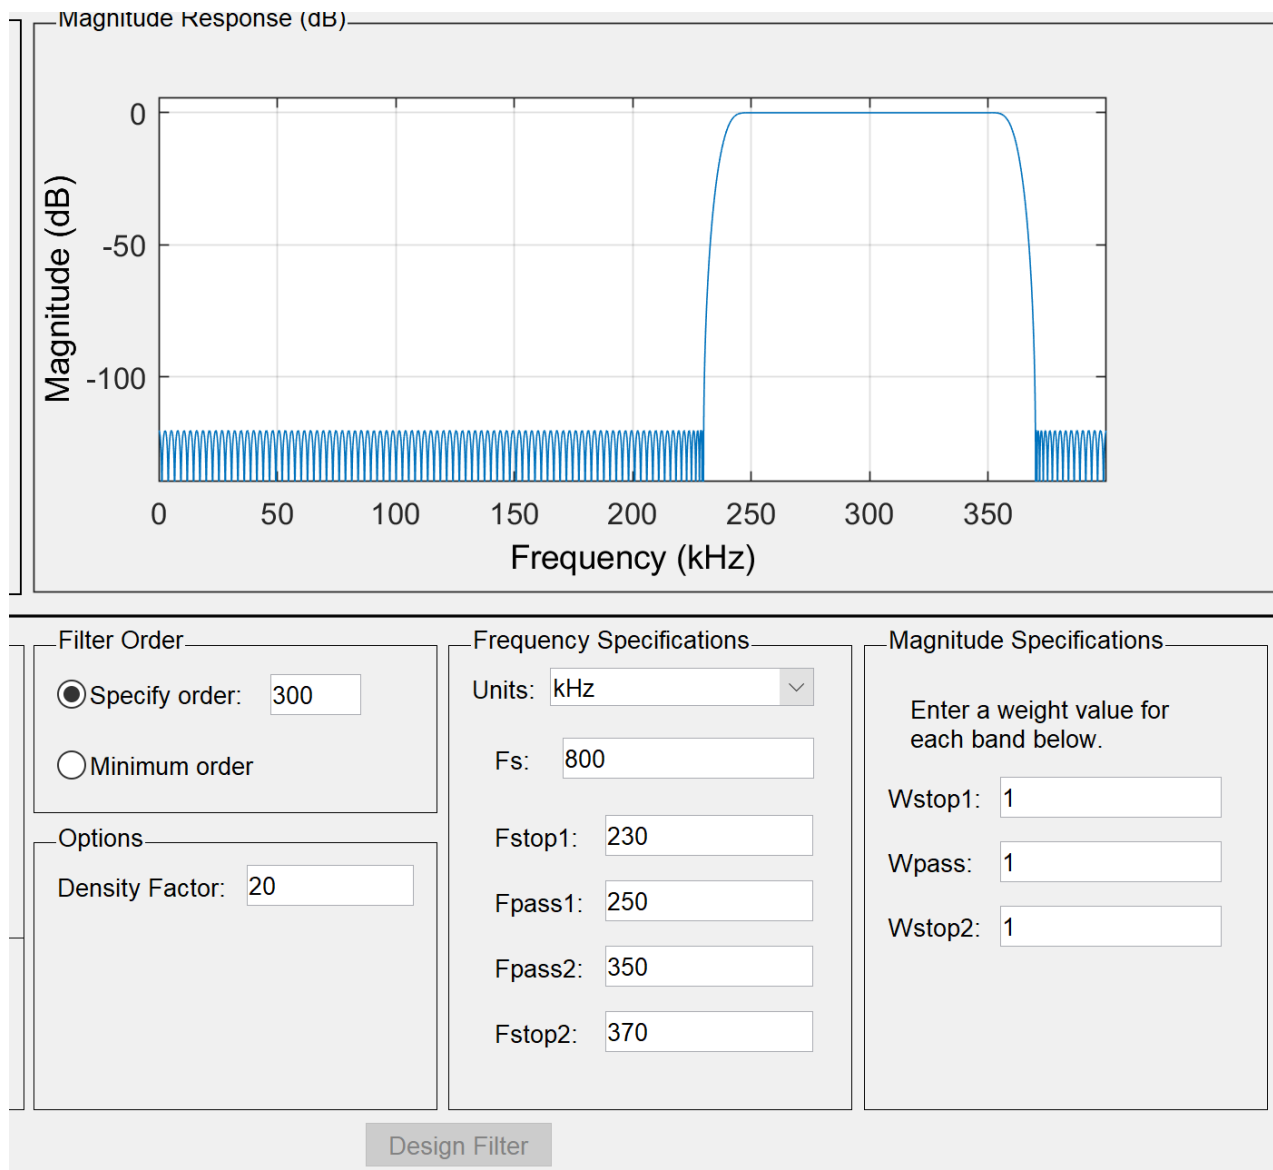 Magnitude Response (dB)
0
-50
-100
Magnitude (dB)
0 50 100 150 200 250 300 350
Frequency (kHz)
Filter Order
Specify order: 300
Minimum order
Options
Density Factor: 20
Frequency Specifications
Units: kHz
Fs: 800
Fstop1: 230
Fpass1: 250
Fpass2: 350
Fstop2: 370
Magnitude Specifications
Enter a weight value for
each band below.
Wstop1: 1
Wpass: 1
Wstop2: 1
Design Filter